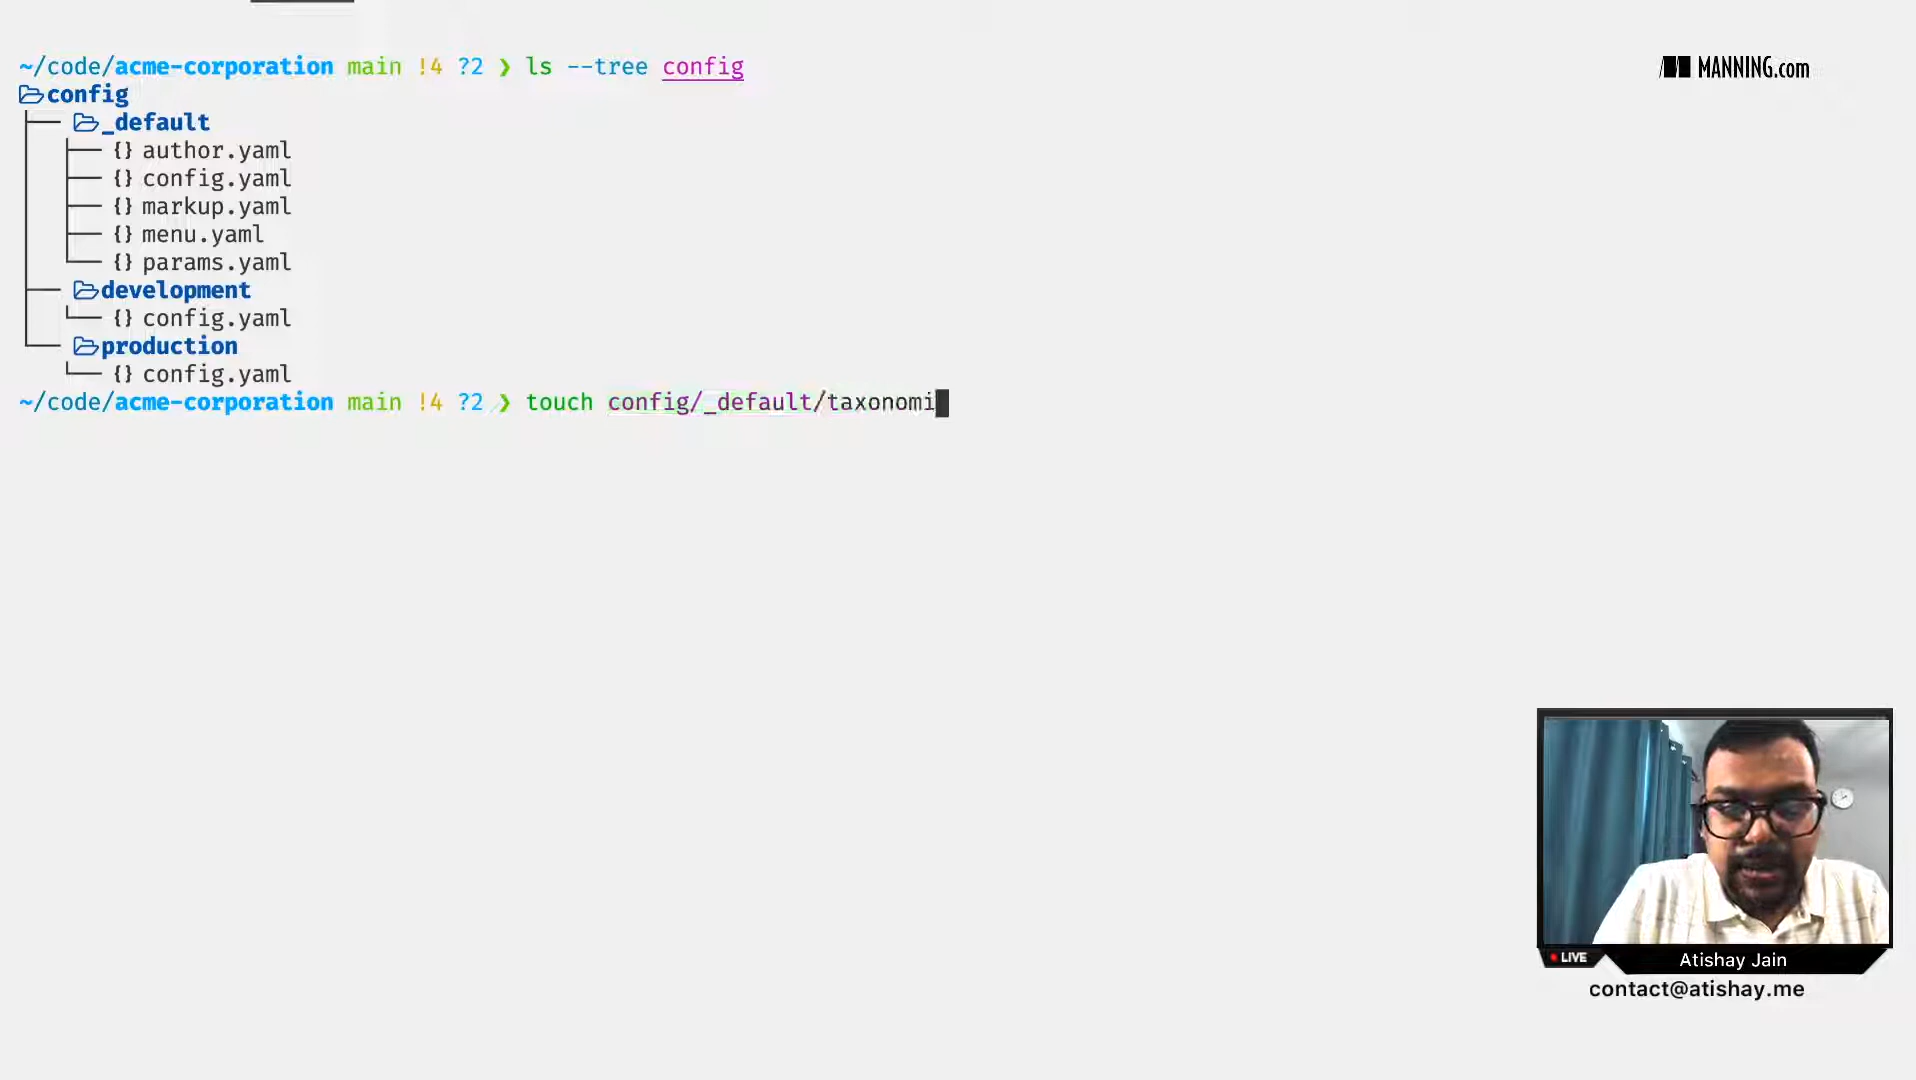 ~/code/acme-corporation main !4 ?2 ❯ ls --tree config
MANNING.com
config
_default
{} author.yaml
{} config.yaml
{} markup.yaml
{} menu.yaml
{} params.yaml
development
{} config.yaml
production
{} config.yaml
~/code/acme-corporation main !4 ?2 ❯ touch config/_default/taxonomi
LIVE
Atishay Jain
contact@atishay.me